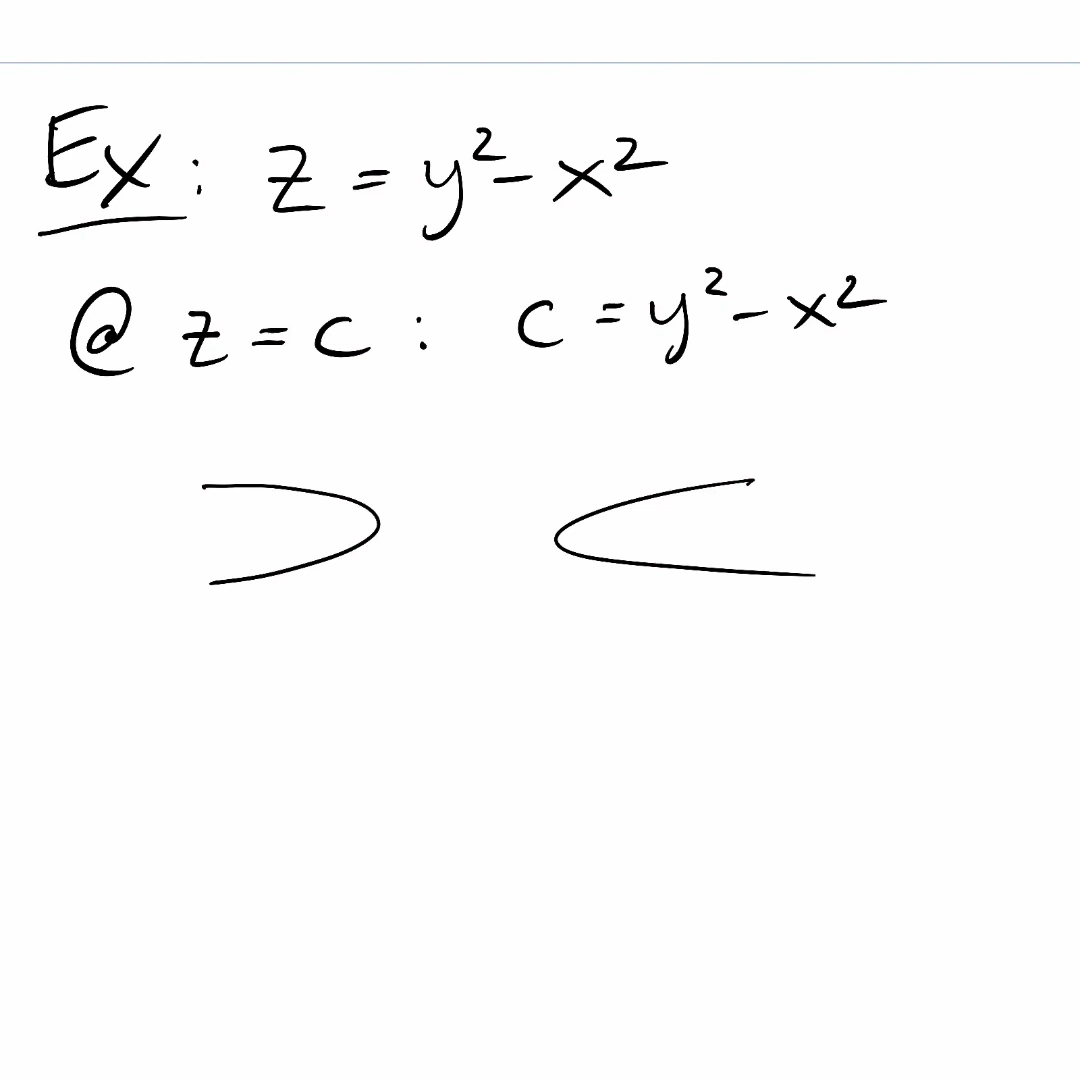 Ex: z = y² - x²
@ z = c : c = y² - x²